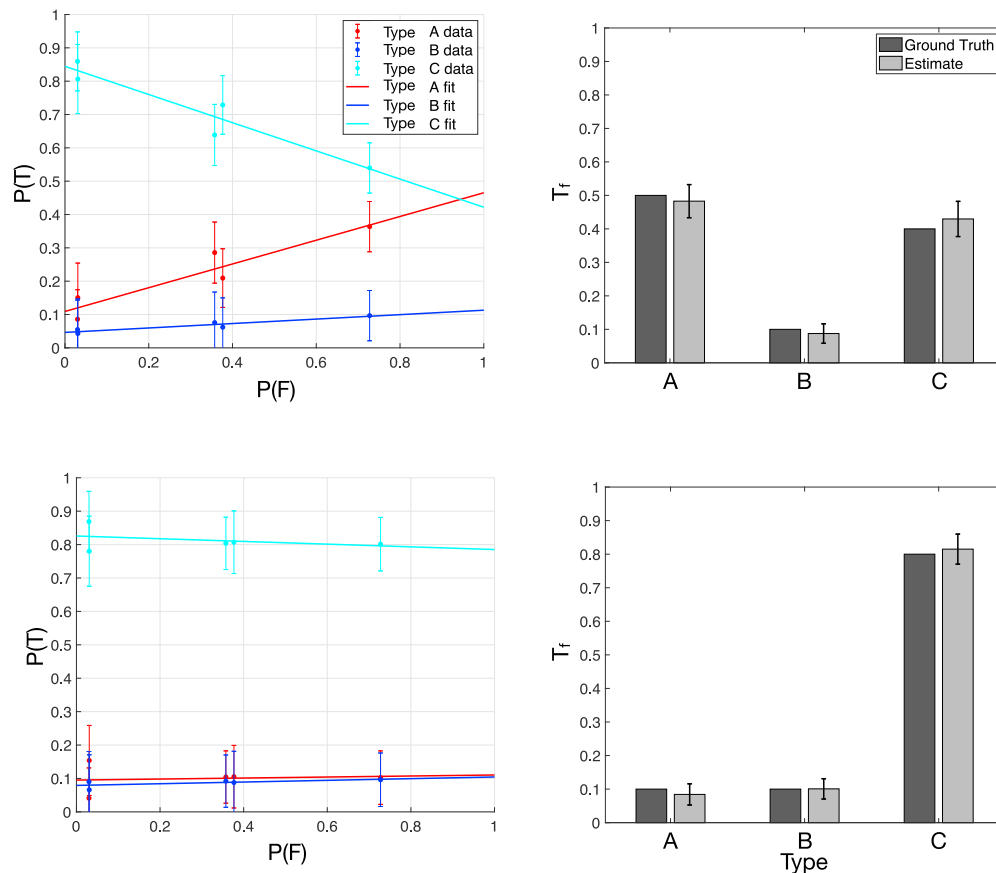 1
0.9
0.8
0.7
0.6
0.5
0.4
0.3
0.2
0.1
0
P(T)
0 0.2 0.4 0.6 0.8 1
P(F)
Type A data
Type B data
Type C data
Type A fit
Type B fit
Type C fit
1
0.9
0.8
0.7
0.6
0.5
0.4
0.3
0.2
0.1
0
Tf
A B C
Ground Truth
Estimate
1
0.9
0.8
0.7
0.6
0.5
0.4
0.3
0.2
0.1
0
P(T)
0 0.2 0.4 0.6 0.8 1
P(F)
1
0.9
0.8
0.7
0.6
0.5
0.4
0.3
0.2
0.1
0
Tf
A B C
Type